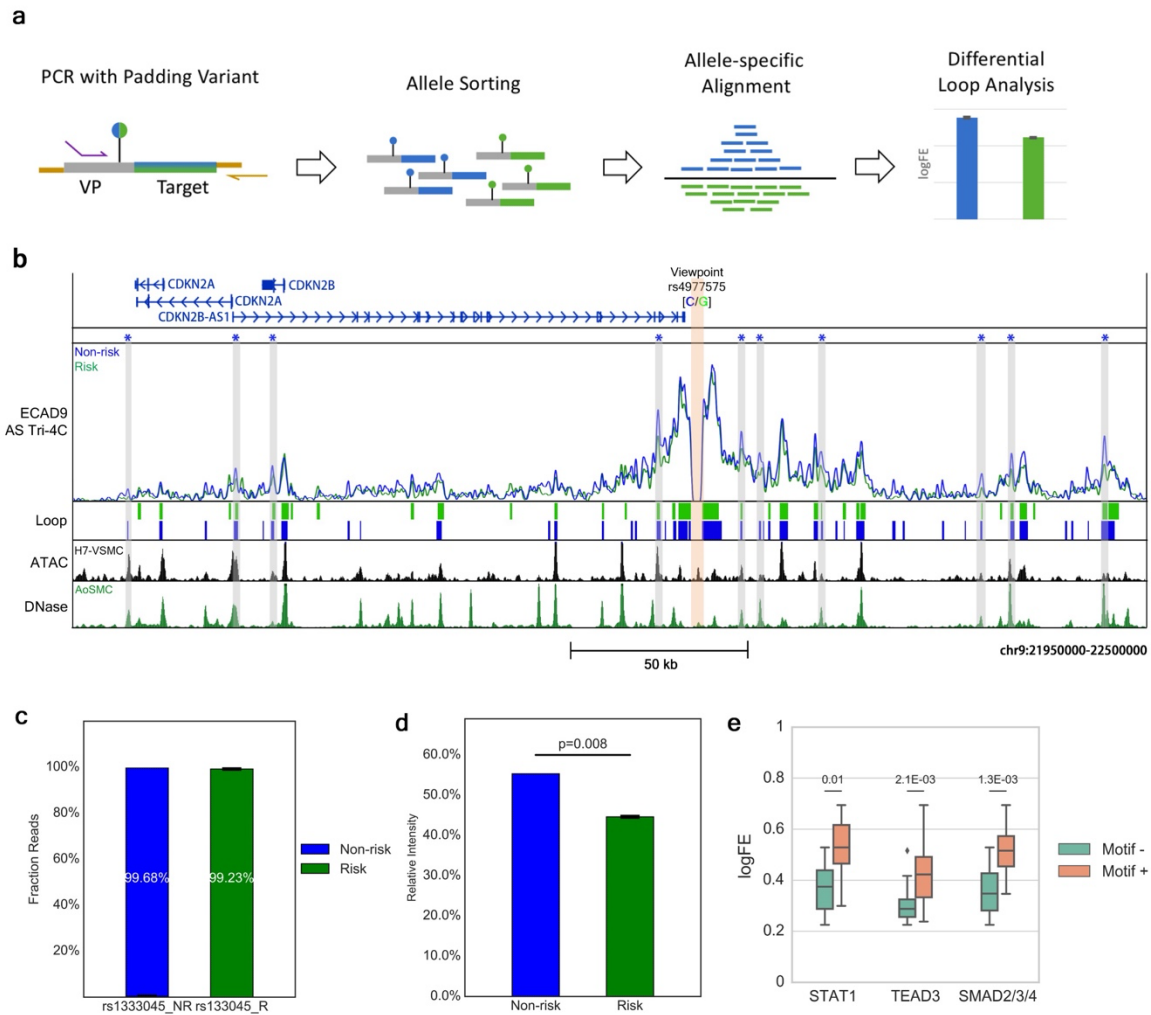 a
PCR with Padding Variant
VP
Target
Allele Sorting
Allele-specific
Alignment
Differential
Loop Analysis
logFE
b
CDKN2A
CDKN2B
CDKN2A
CDKN2B-AS1
Viewpoint
rs4977575
[C/G]
* * * * * * * * * *
Non-risk
Risk
ECAD9
AS Tri-4C
Loop
ATAC
H7-VSMC
DNase
AoSMC
50 kb
chr9:21950000-22500000
c
Fraction Reads
100%
80%
60%
40%
20%
99.68%
99.23%
rs1333045_NR rs133045_R
Non-risk
Risk
d
Relative Intensity
60.0%
50.0%
40.0%
30.0%
20.0%
10.0%
0.0%
p=0.008
Non-risk
Risk
e
logFE
1
0.8
0.6
0.4
0.2
0
0.01
2.1E-03
1.3E-03
STAT1
TEAD3
SMAD2/3/4
Motif -
Motif +